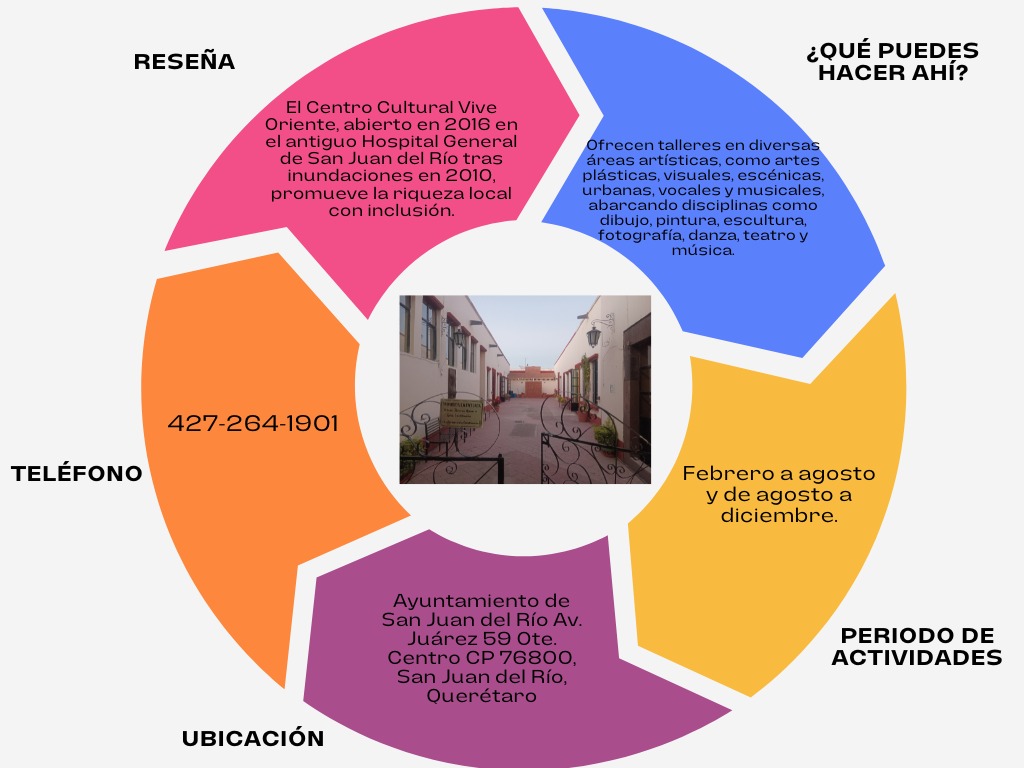 RESEÑA
El Centro Cultural Vive
Oriente, abierto en 2016 en
el antiguo Hospital General
de San Juan del Río tras
inundaciones en 2010,
promueve la riqueza local
con inclusión.
¿QUÉ PUEDES
HACER AHÍ?
Ofrecen talleres en diversas
áreas artísticas, como artes
plásticas, visuales, escénicas,
urbanas, vocales y musicales,
abarcando disciplinas como
dibujo, pintura, escultura,
fotografía, danza, teatro y
música.
Febrero a agosto
y de agosto a
diciembre.
PERIODO DE
ACTIVIDADES
Ayuntamiento de
San Juan del Río Av.
Juárez 59 Ote.
Centro CP 76800,
San Juan del Río,
Querétaro
UBICACIÓN
427-264-1901
TELÉFONO